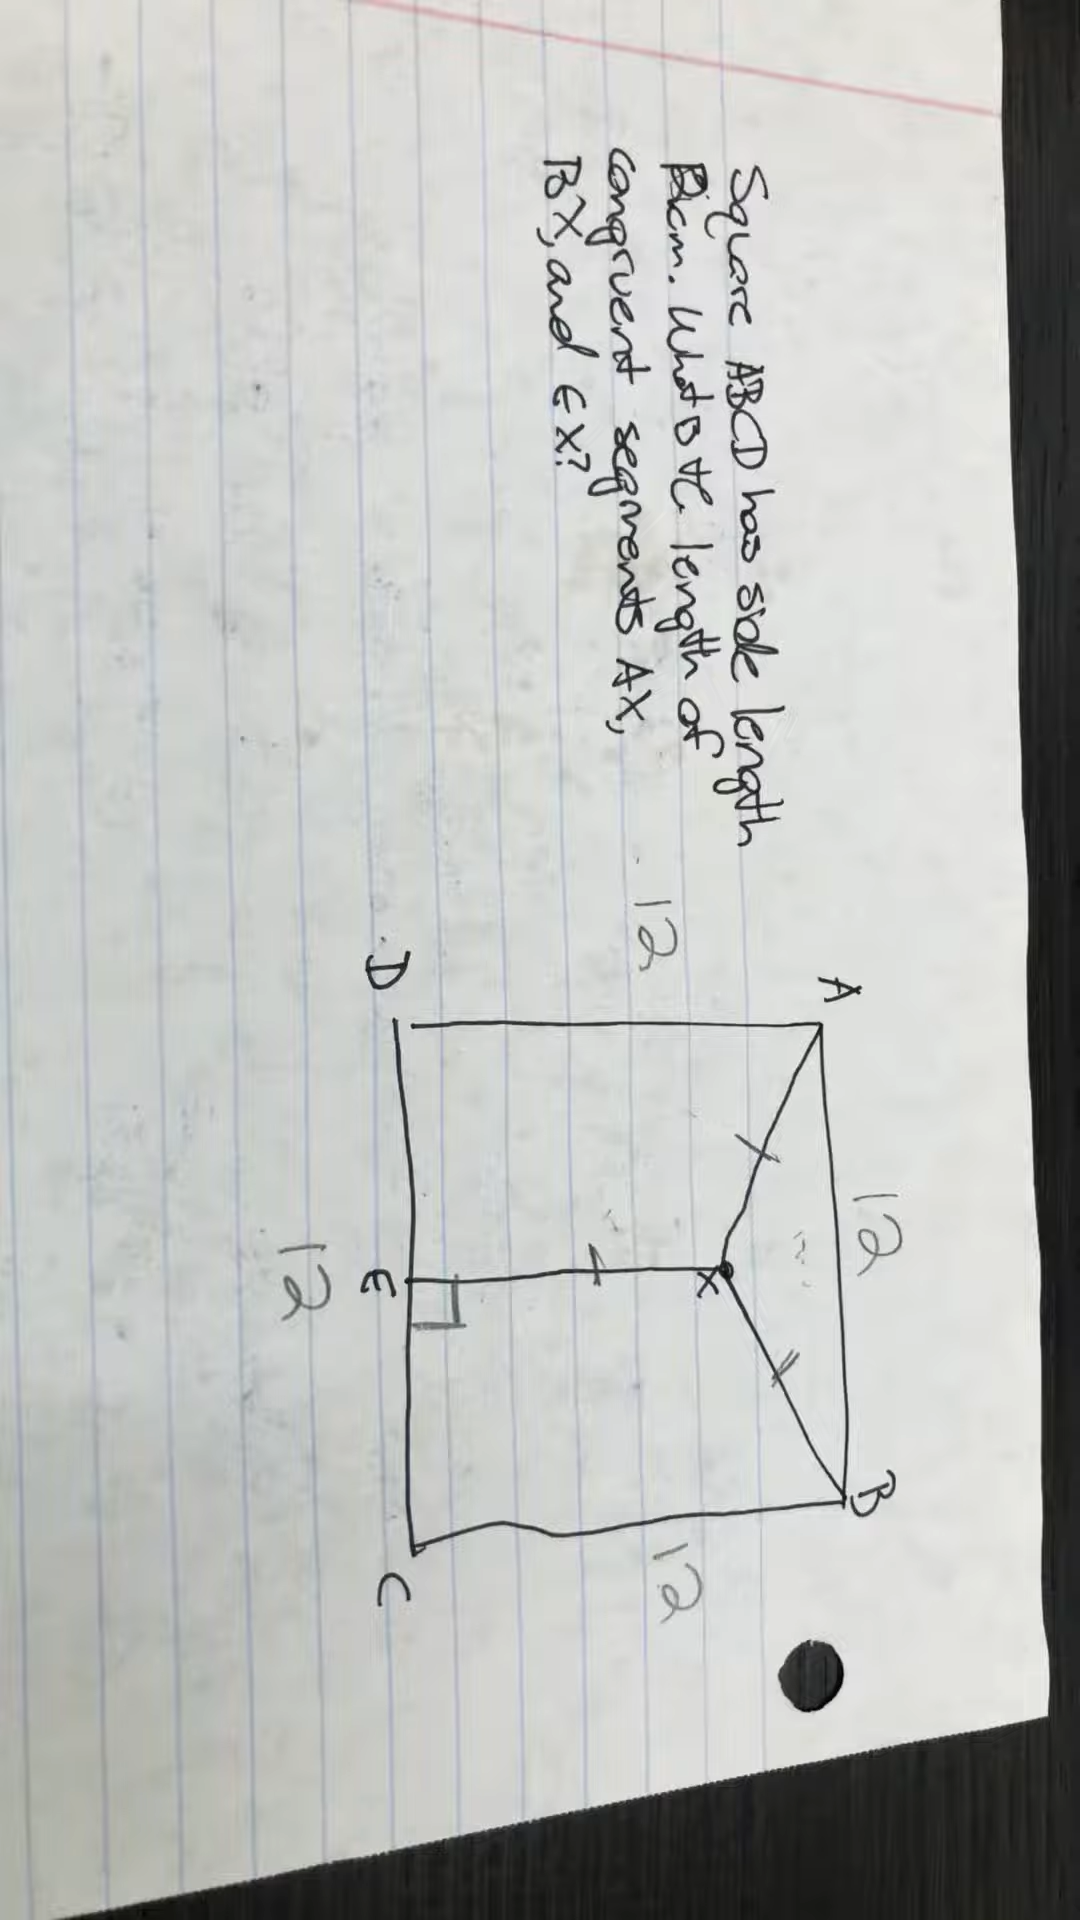 Square ABCD has side length
12cm. What is the length of
congruent segments AX,
BX, and EX?
A
12
B
12
X
12
D
E
C
12